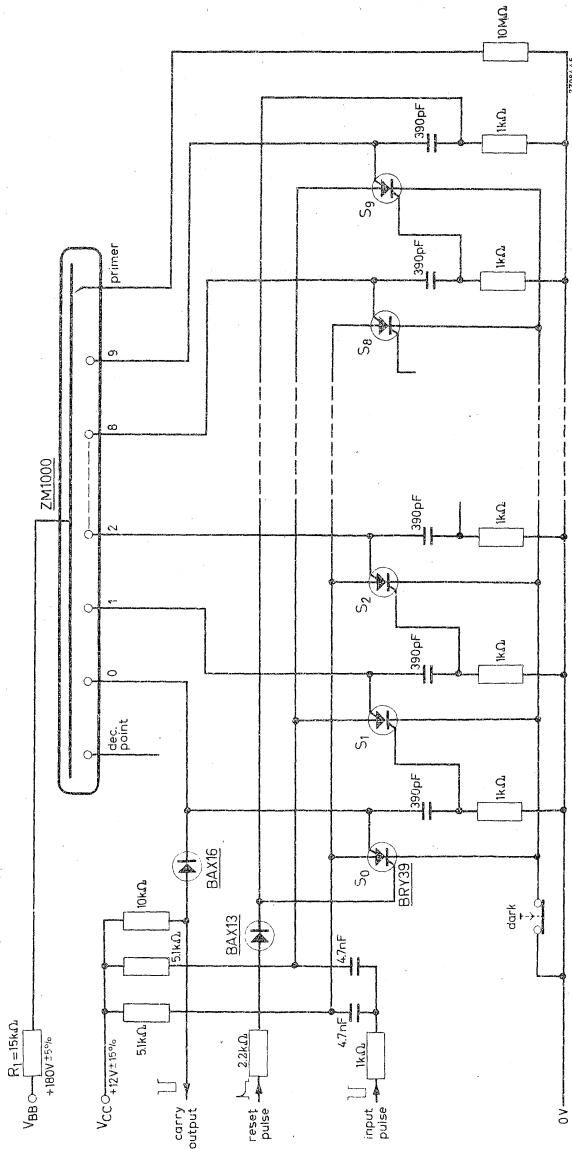 ZM1000
dec. point
0
1
2
8
9
primer
R1=15kΩ
VBB
+180V±5%
VCC
+12V±15%
5.1kΩ
5.1kΩ
10kΩ
BAX16
carry output
BAX13
reset pulse
2.2kΩ
input pulse
1kΩ
4.7nF
4.7nF
S0
BRY39
S1
S2
S8
S9
390pF
390pF
390pF
390pF
390pF
1kΩ
1kΩ
1kΩ
1kΩ
1kΩ
10MΩ
dark
0V